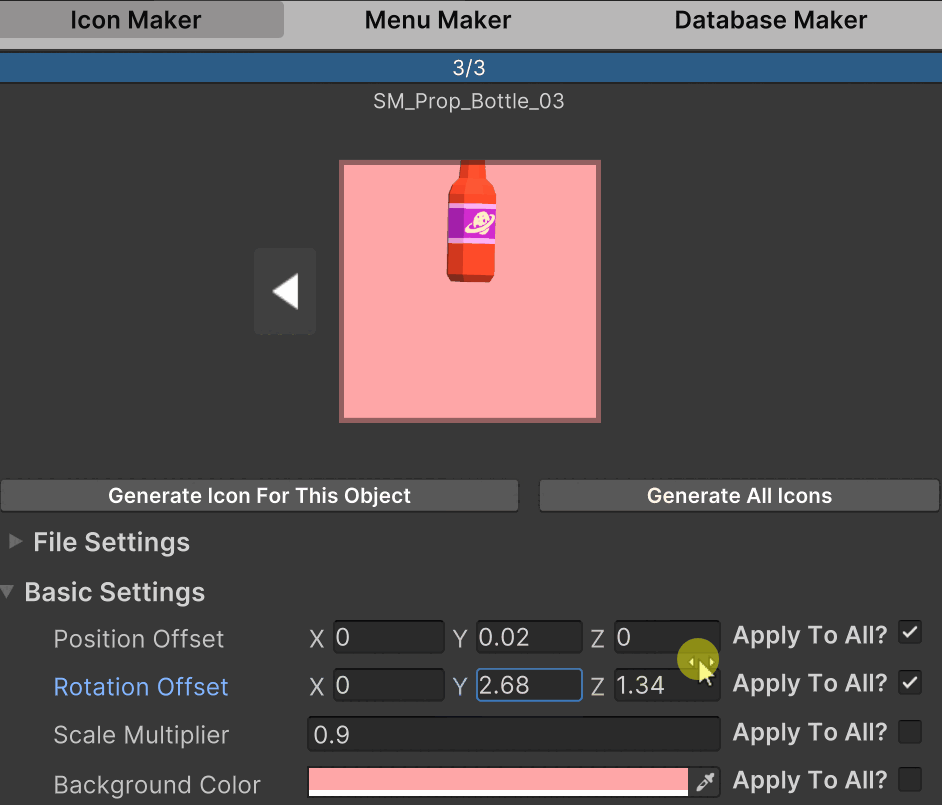 Icon Maker Menu Maker Database Maker
3/3
SM_Prop_Bottle_03
Generate Icon For This Object Generate All Icons
File Settings
Basic Settings
Position Offset X 0 Y 0.02 Z 0 Apply To All?
Rotation Offset X 0 Y 2.68 Z 1.34 Apply To All?
Scale Multiplier 0.9 Apply To All?
Background Color Apply To All?